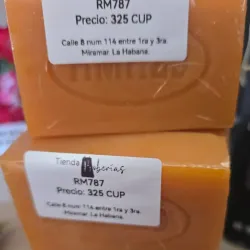 RM787
Precio: 325 CUP
Calle 8 num 114 entre 1ra y 3ra.
Miramar. La Habana.
Tienda Moberias
RM787
Precio: 325 CUP
Calle 8 num 114 entre 1ra y 3ra.
Miramar. La Habana.